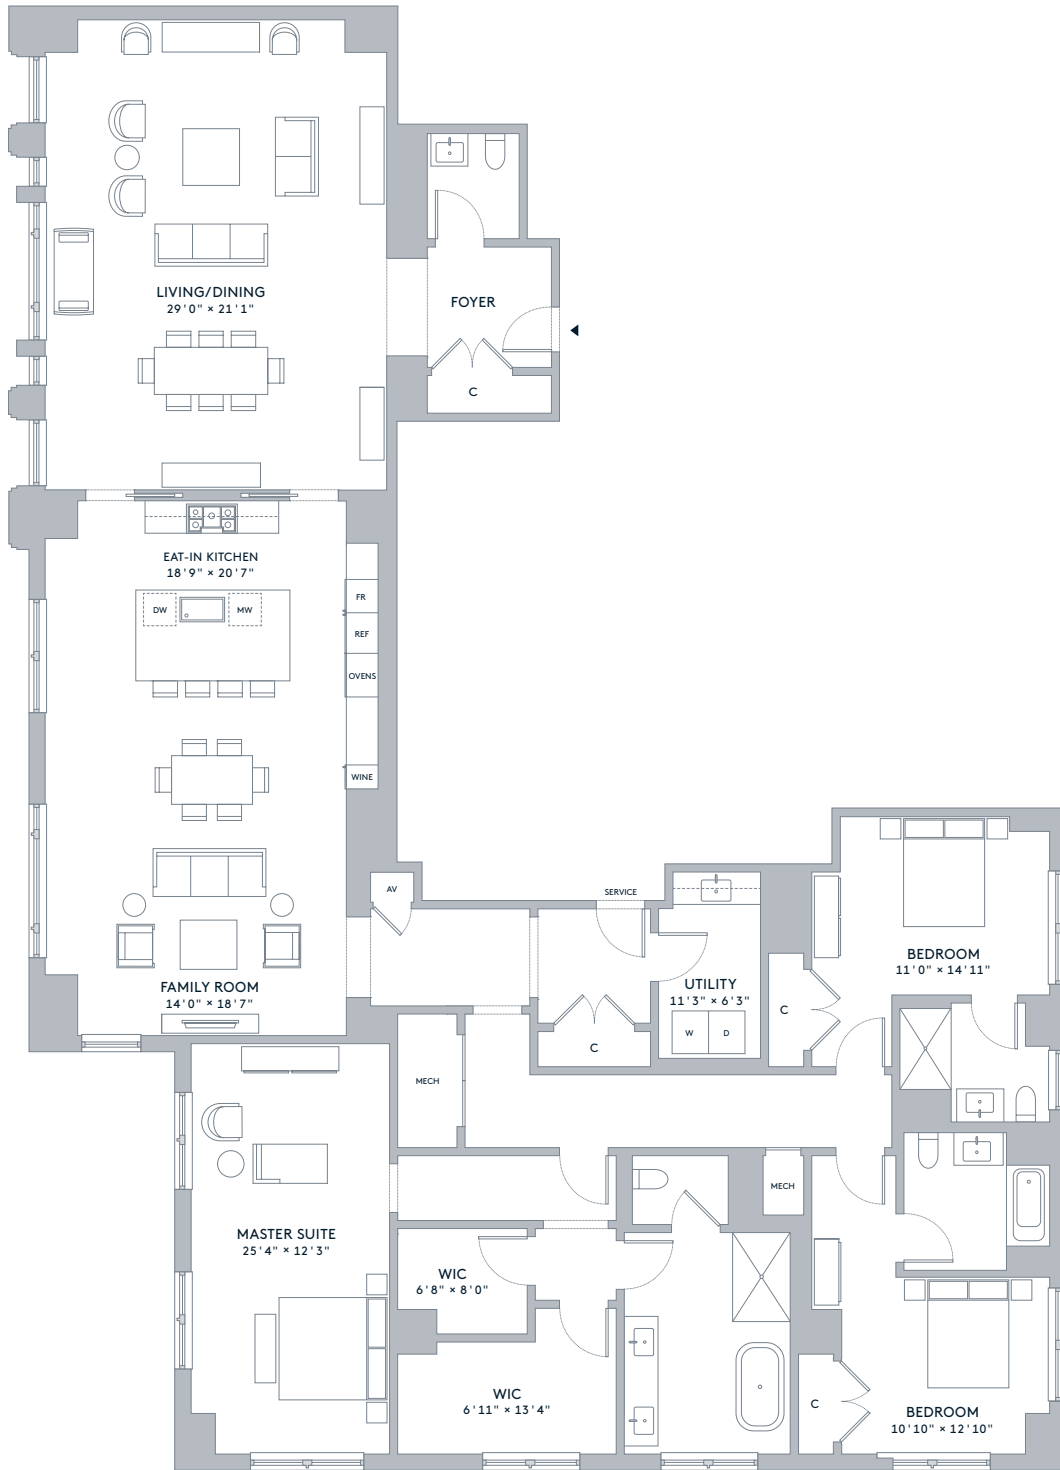 LIVING/DINING
29'0" × 21'1"
FOYER
C
EAT-IN KITCHEN
18'9" × 20'7"
DW
MW
FR
REF
OVENS
WINE
AV
SERVICE
FAMILY ROOM
14'0" × 18'7"
UTILITY
11'3" × 6'3"
W
D
C
C
BEDROOM
11'0" × 14'11"
MECH
MECH
MASTER SUITE
25'4" × 12'3"
WIC
6'8" × 8'0"
WIC
6'11" × 13'4"
C
BEDROOM
10'10" × 12'10"